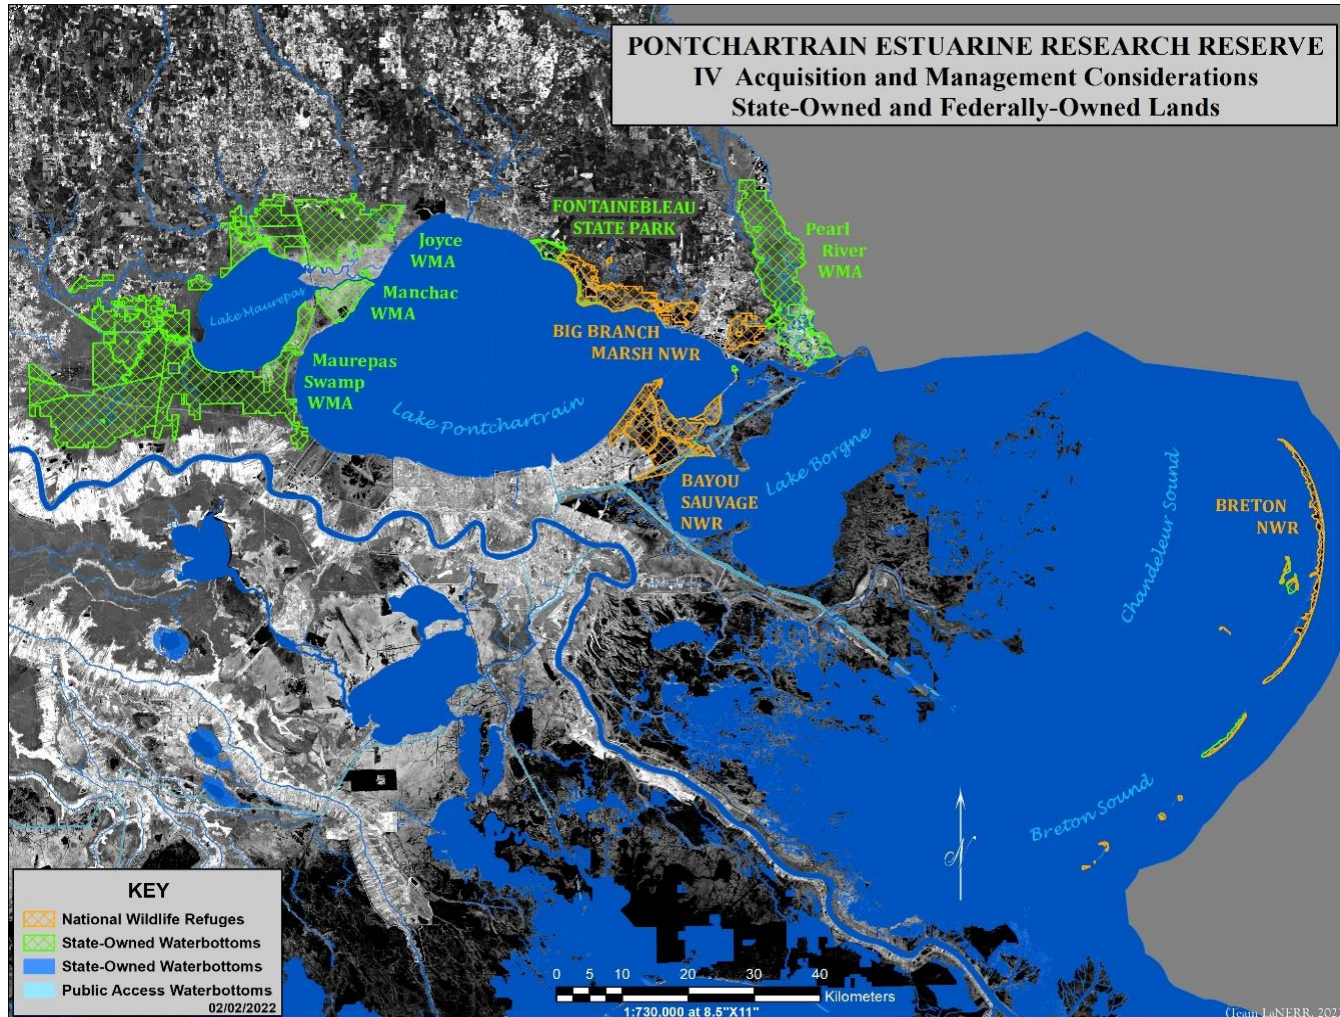 PONTCHARTRAIN ESTUARINE RESEARCH RESERVE
IV Acquisition and Management Considerations
State-Owned and Federally-Owned Lands
FONTAINEBLEAU
STATE PARK
Joyce
WMA
Pearl
River
WMA
Manchac
WMA
Lake Maurepas
BIG BRANCH
MARSH NWR
Maurepas
Swamp
WMA
Lake Pontchartrain
Lake Borgne
BAYOU
SAUVAGE
NWR
Chandeleur Sound
BRETON
NWR
Breton Sound
N
KEY
National Wildlife Refuges
State-Owned Waterbottoms
State-Owned Waterbottoms
Public Access Waterbottoms
02/02/2022
0 5 10 20 30 40
Kilometers
1:730,000 at 8.5"X11"
(Team LaNERR, 202